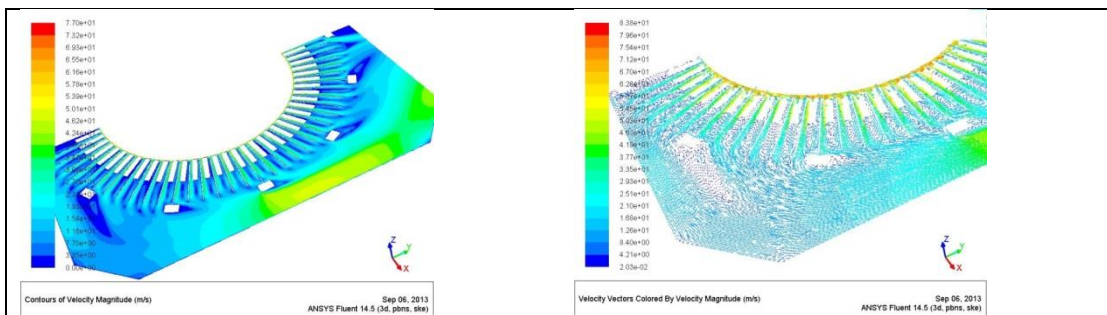 7.70e+01
7.32e+01
6.93e+01
6.55e+01
6.16e+01
5.78e+01
5.39e+01
5.01e+01
4.62e+01
4.24e+01
1.54e+01
7.70e+00
0.00e+00
Z
Y
X
Contours of Velocity Magnitude (m/s)
Sep 06, 2013
ANSYS Fluent 14.5 (3d, pbns, ske)
8.38e+01
7.96e+01
7.54e+01
7.12e+01
6.70e+01
5.03e+01
4.19e+01
3.77e+01
3.35e+01
2.93e+01
2.51e+01
2.10e+01
1.68e+01
1.26e+01
8.40e+00
4.21e+00
2.03e-02
Z
Y
X
Velocity Vectors Colored By Velocity Magnitude (m/s)
Sep 06, 2013
ANSYS Fluent 14.5 (3d, pbns, ske)